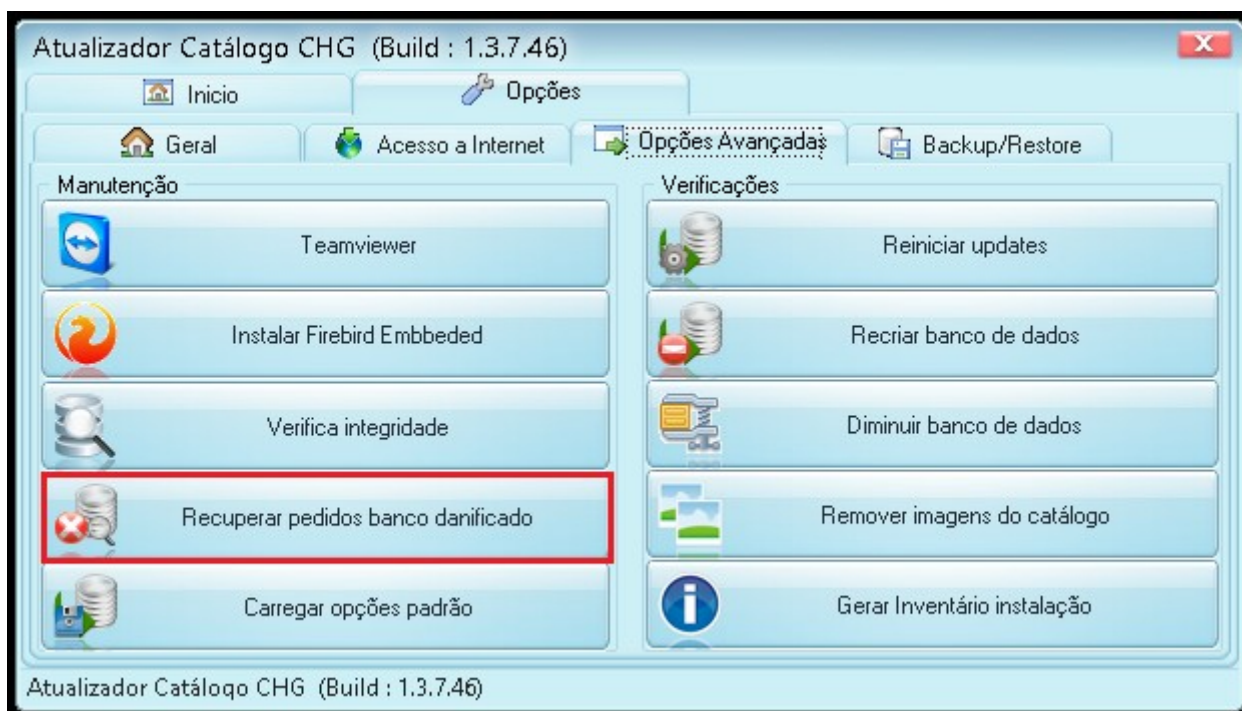 Atualizador Catálogo CHG (Build : 1.3.7.46)
X
Inicio
Opções
Geral
Acesso a Internet
Opções Avançadas
Backup/Restore
Manutenção
Teamviewer
Instalar Firebird Embbeded
Verifica integridade
Recuperar pedidos banco danificado
Carregar opções padrão
Verificações
Reiniciar updates
Recriar banco de dados
Diminuir banco de dados
Remover imagens do catálogo
Gerar Inventário instalação
Atualizador Catálogo CHG (Build : 1.3.7.46)